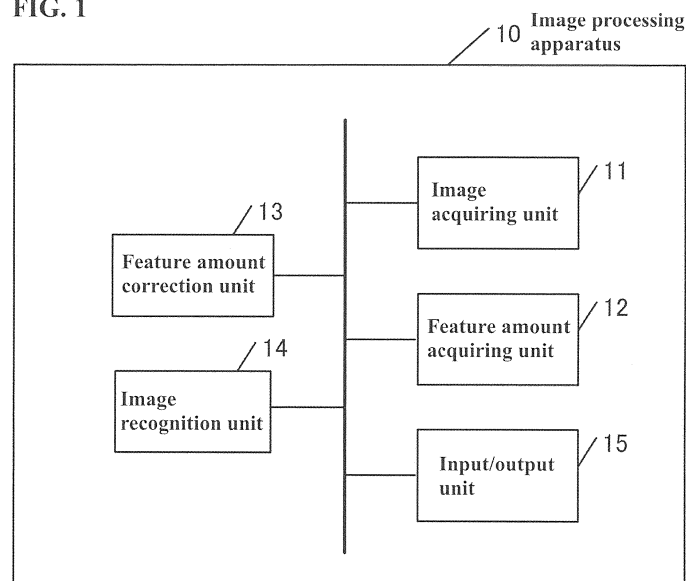 FIG. 1
10
Image processing
apparatus
11
Image
acquiring unit
13
Feature amount
correction unit
12
Feature amount
acquiring unit
14
Image
recognition unit
15
Input/output
unit